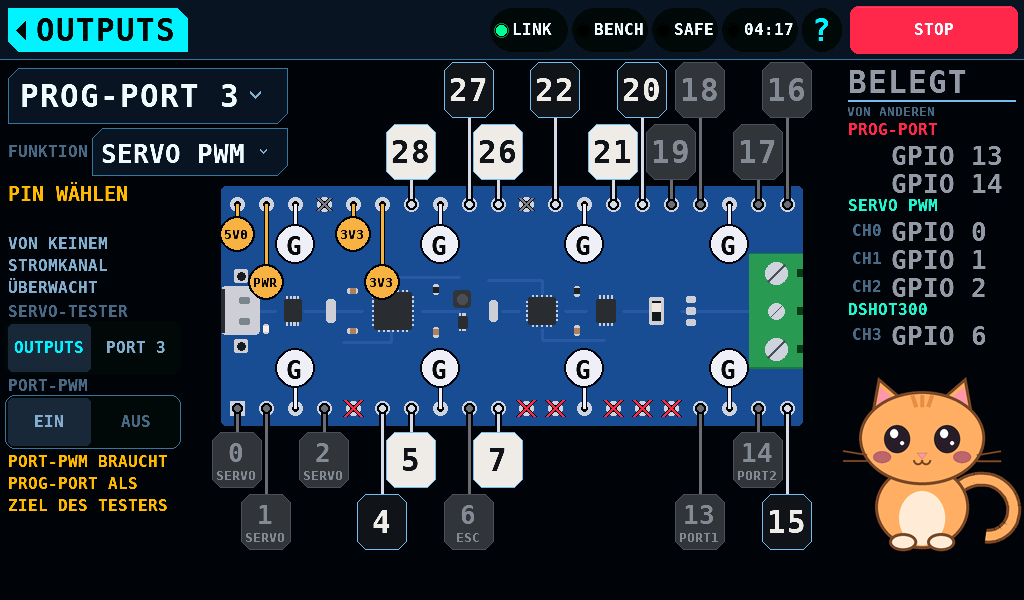 OUTPUTS
LINK
BENCH
SAFE
04:17
?
STOP
PROG-PORT 3
FUNKTION
SERVO PWM
PIN WÄHLEN
VON KEINEM
STROMKANAL
ÜBERWACHT
SERVO-TESTER
OUTPUTS
PORT 3
PORT-PWM
EIN
AUS
PORT-PWM BRAUCHT
PROG-PORT ALS
ZIEL DES TESTERS
27
22
20
18
16
28
26
21
19
17
5V0
G
3V3
G
G
G
PWR
3V3
G
G
G
G
0
SERVO
2
SERVO
5
7
14
PORT2
1
SERVO
4
6
ESC
13
PORT1
15
BELEGT
VON ANDEREN
PROG-PORT
GPIO 13
GPIO 14
SERVO PWM
CH0 GPIO 0
CH1 GPIO 1
CH2 GPIO 2
DSHOT300
CH3 GPIO 6